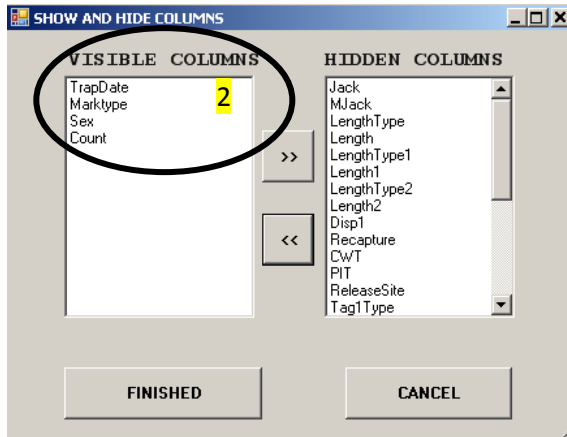 SHOW AND HIDE COLUMNS
VISIBLE COLUMNS
TrapDate
Marktype
Sex
Count
2
>>
<<
HIDDEN COLUMNS
Jack
MJack
LengthType
Length
LengthType1
Length1
LengthType2
Length2
Disp1
Recapture
CWT
PIT
ReleaseSite
Tag1Type
FINISHED
CANCEL